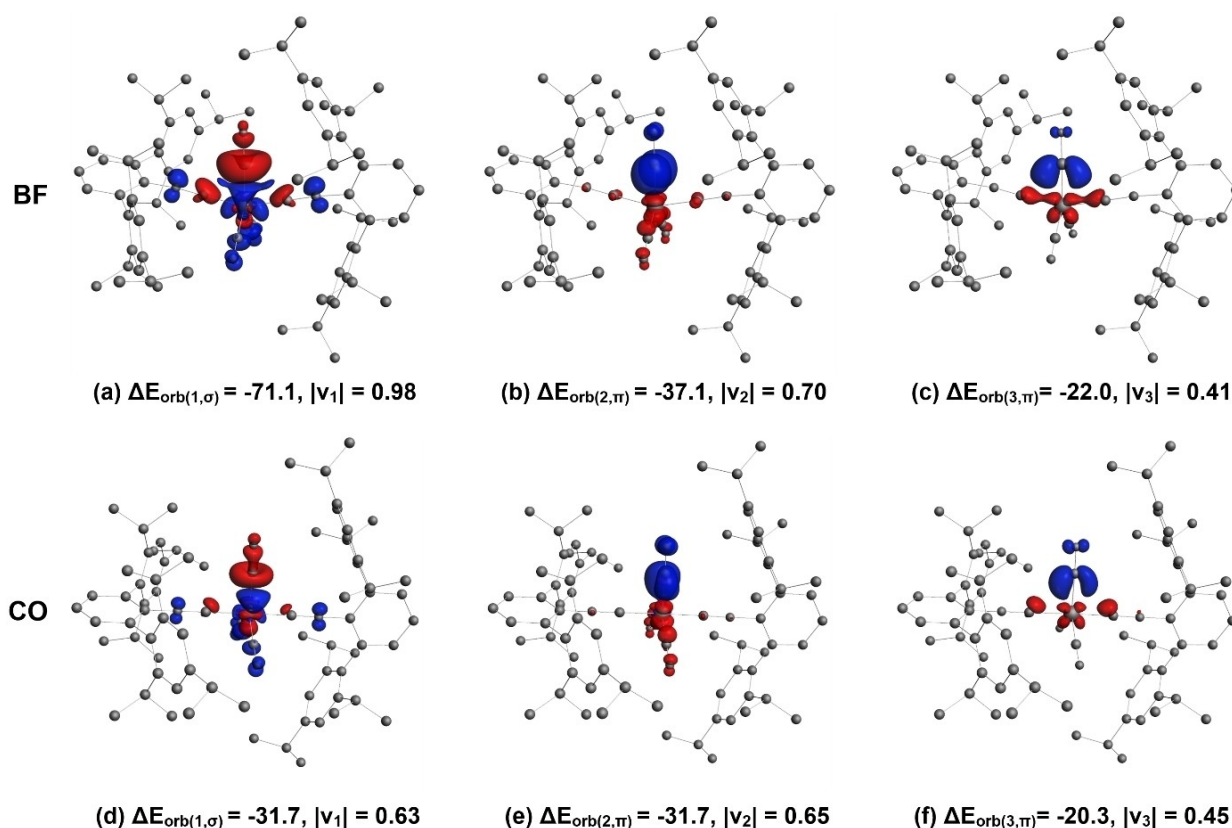 BF
(a) ΔEorb(1,σ) = -71.1, |v1| = 0.98
(b) ΔEorb(2,π) = -37.1, |v2| = 0.70
(c) ΔEorb(3,π)= -22.0, |v3| = 0.41
CO
(d) ΔEorb(1,σ) = -31.7, |v1| = 0.63
(e) ΔEorb(2,π) = -31.7, |v2| = 0.65
(f) ΔEorb(3,π) = -20.3, |v3| = 0.45